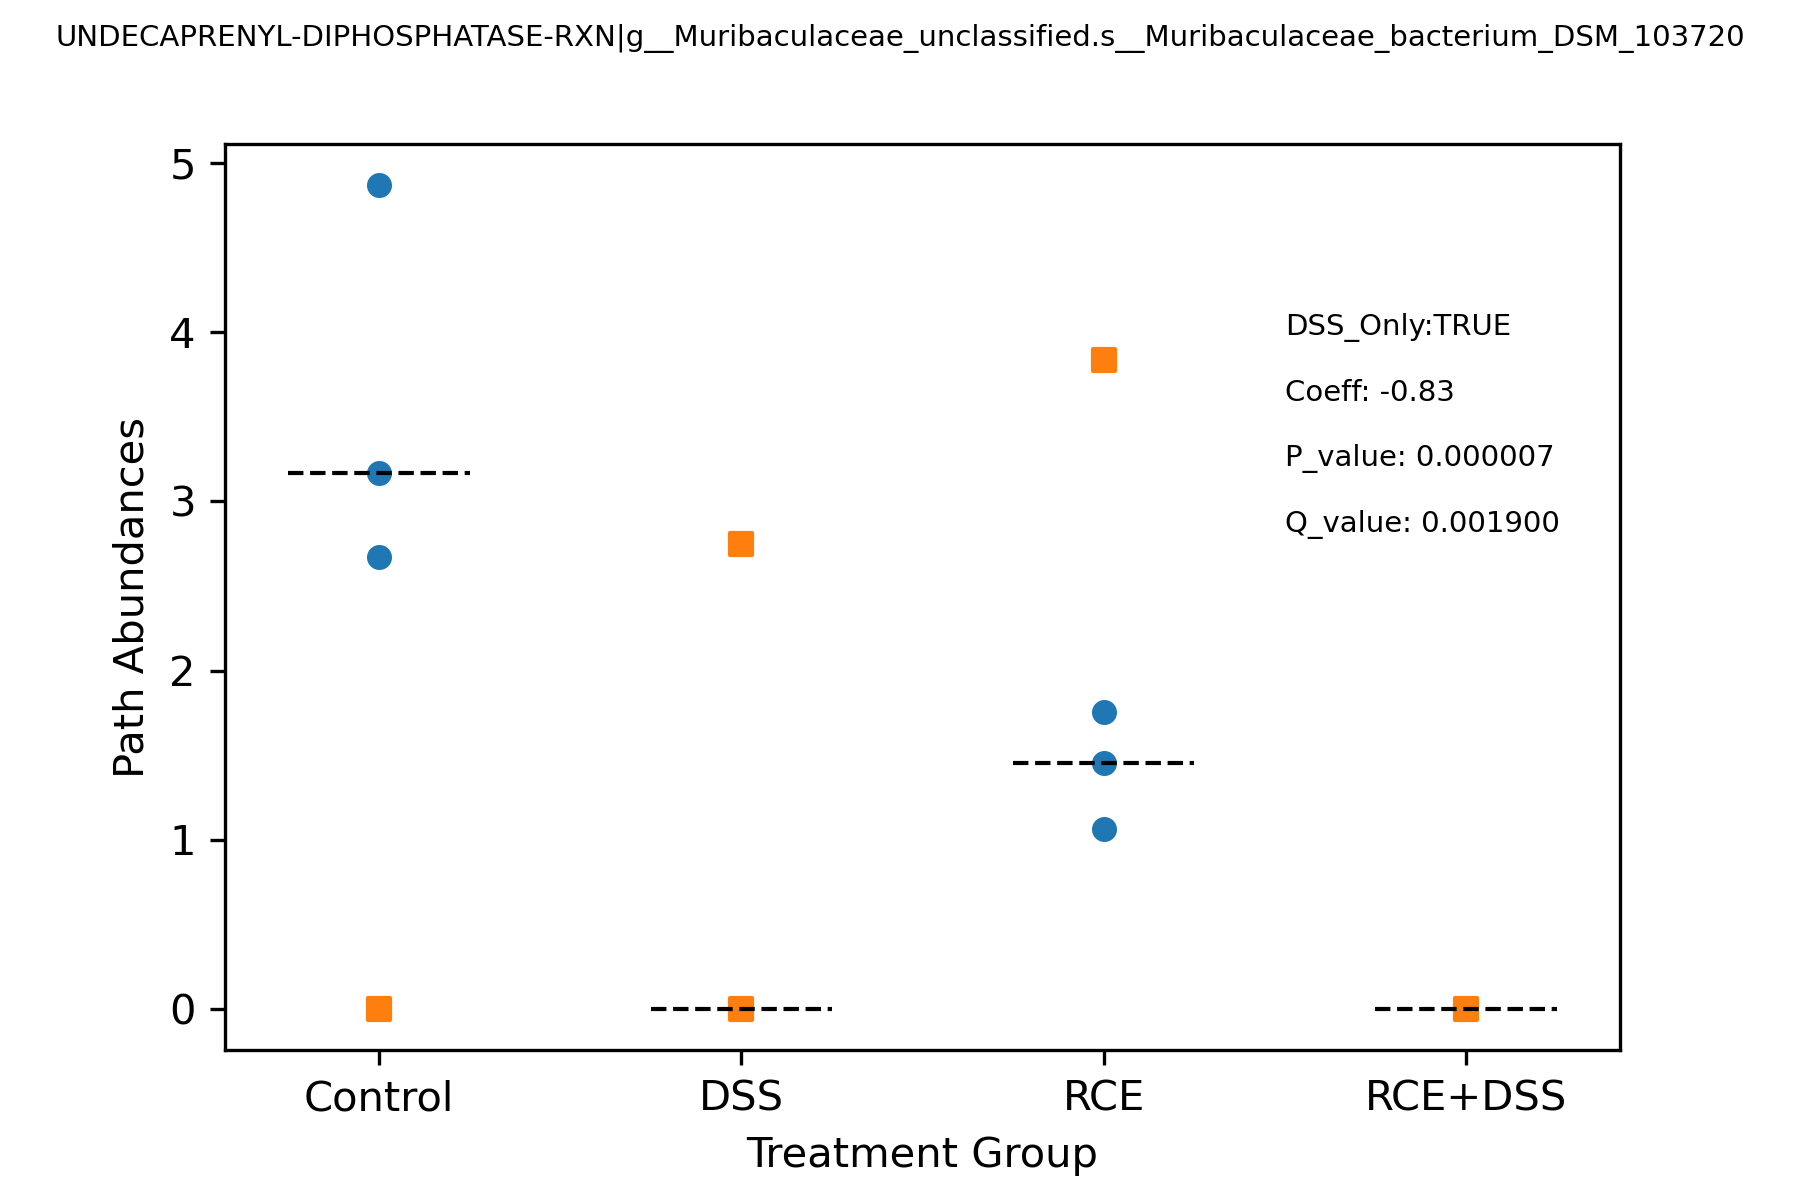 UNDECAPRENYL-DIPHOSPHATASE-RXN|g__Muribaculaceae_unclassified.s__Muribaculaceae_bacterium_DSM_103720
5
4
3
2
1
0
Path Abundances
DSS_Only:TRUE
Coeff: -0.83
P_value: 0.000007
Q_value: 0.001900
Control
DSS
RCE
RCE+DSS
Treatment Group